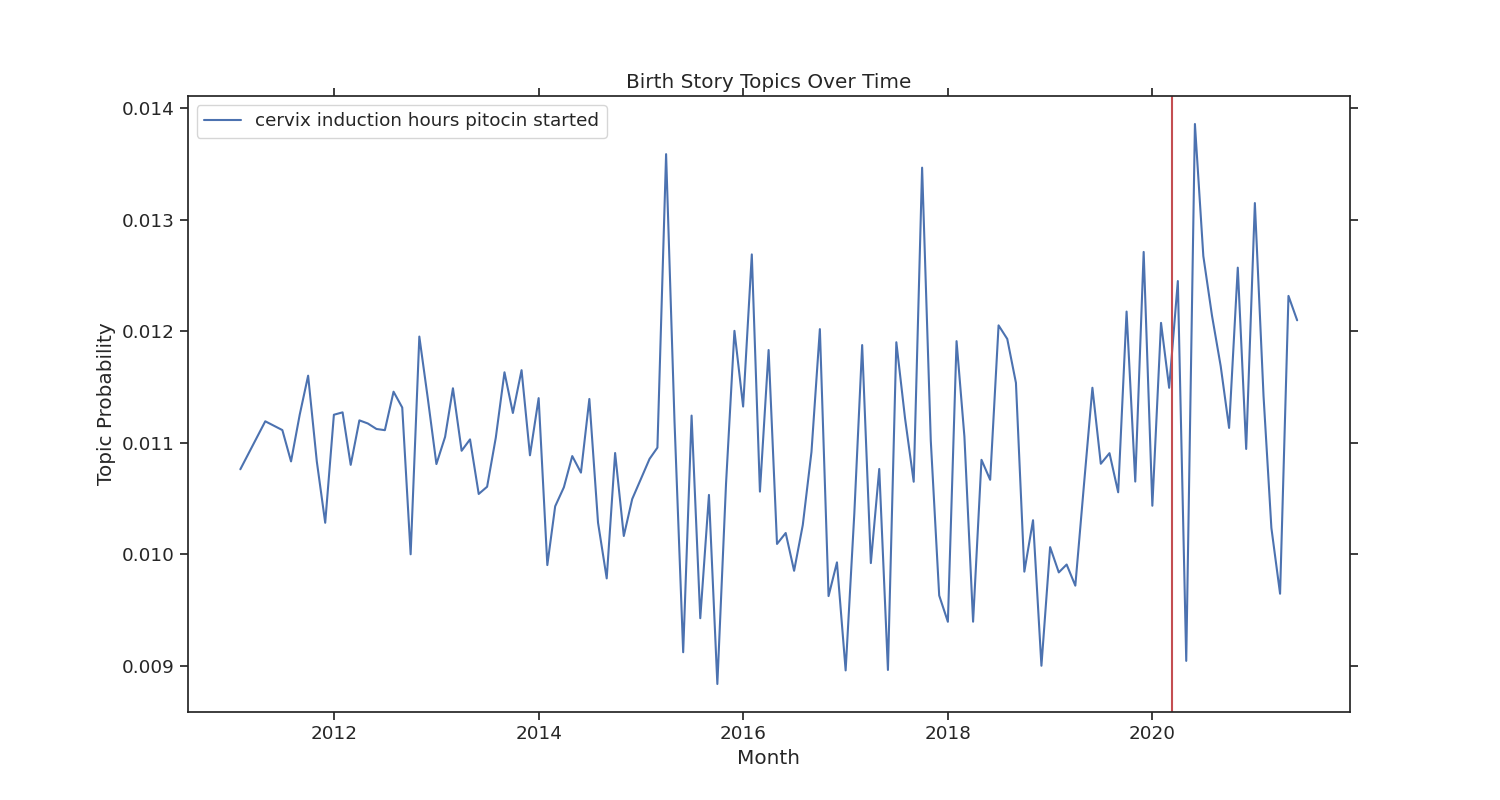 Birth Story Topics Over Time
cervix induction hours pitocin started
0.014
0.013
0.012
0.011
0.010
0.009
Topic Probability
2012 2014 2016 2018 2020
Month